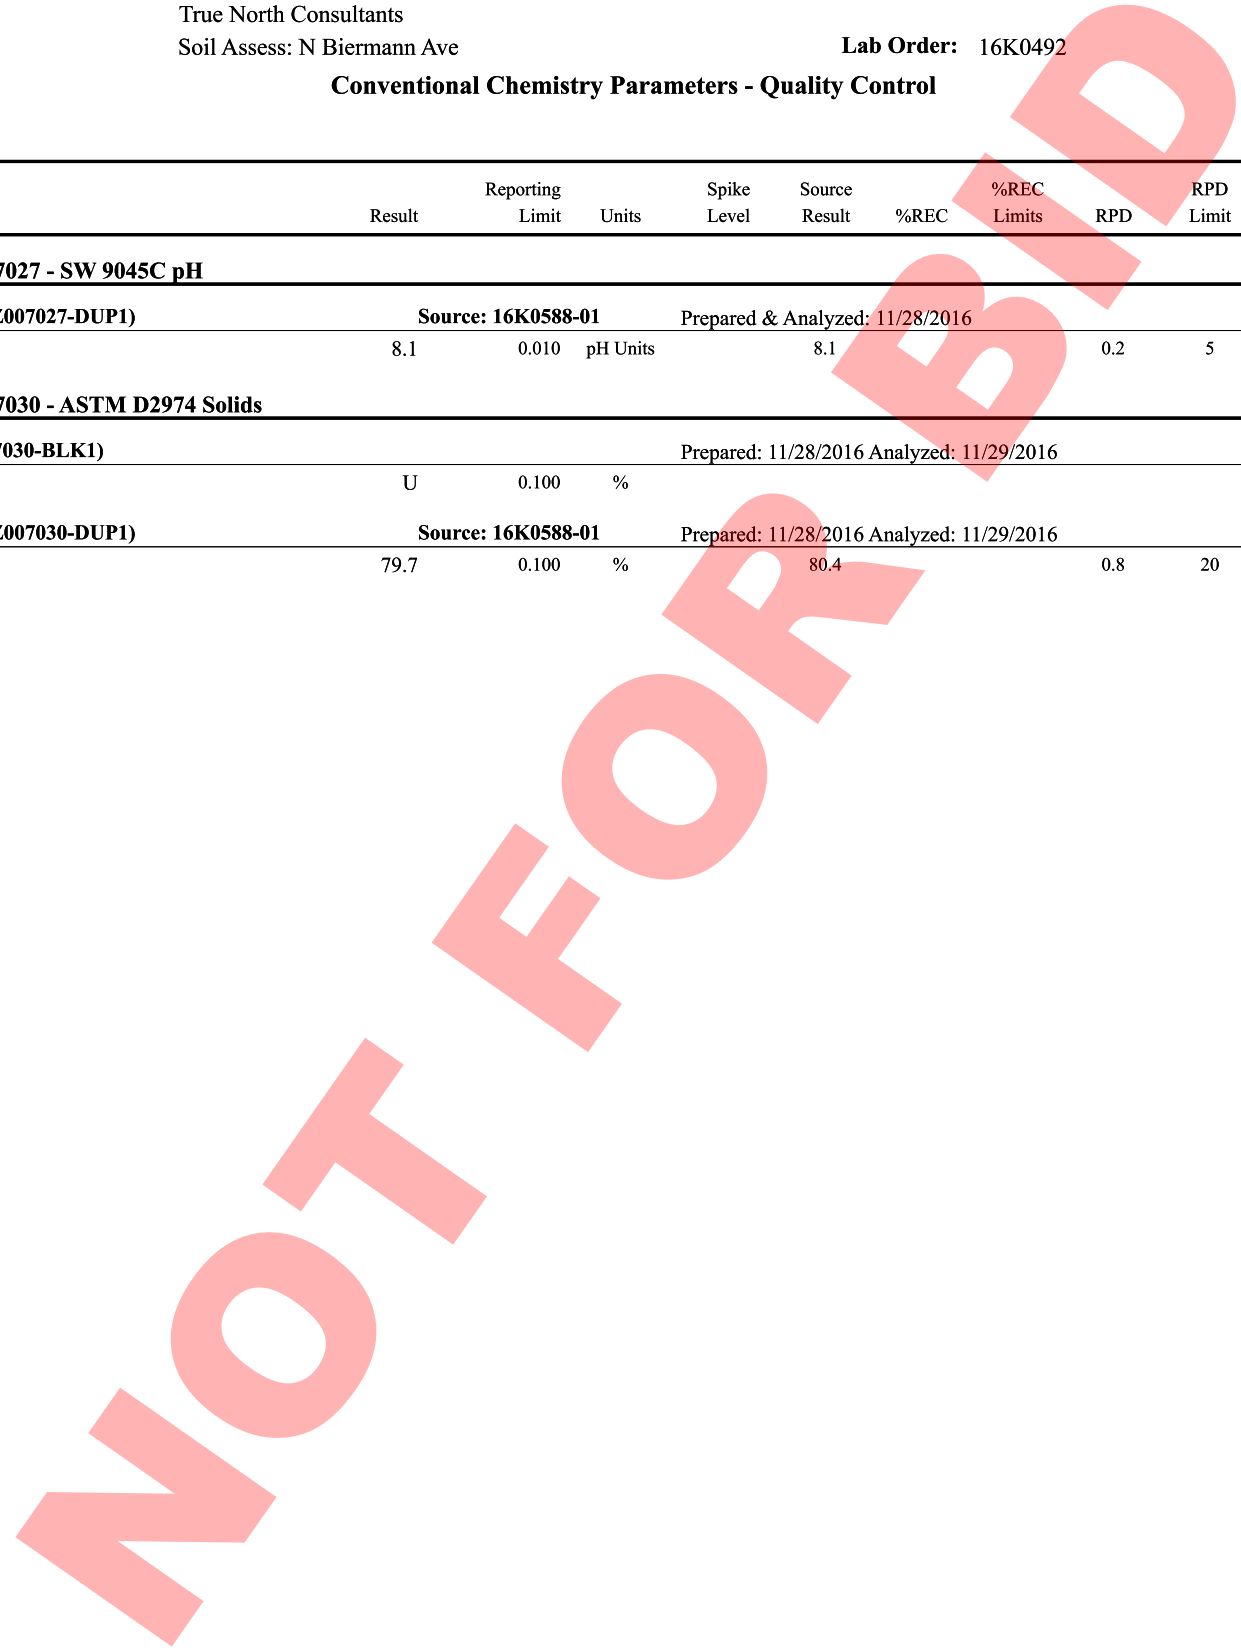 True North Consultants
Soil Assess: N Biermann Ave
Lab Order: 16K0492
Conventional Chemistry Parameters - Quality Control
Reporting Spike Source %REC RPD
Result Limit Units Level Result %REC Limits RPD Limit
7027 - SW 9045C pH
Z007027-DUP1) Source: 16K0588-01 Prepared & Analyzed: 11/28/2016
8.1 0.010 pH Units 8.1 0.2 5
7030 - ASTM D2974 Solids
7030-BLK1) Prepared: 11/28/2016 Analyzed: 11/29/2016
U 0.100 %
Z007030-DUP1) Source: 16K0588-01 Prepared: 11/28/2016 Analyzed: 11/29/2016
79.7 0.100 % 80.4 0.8 20
NOT FOR BID